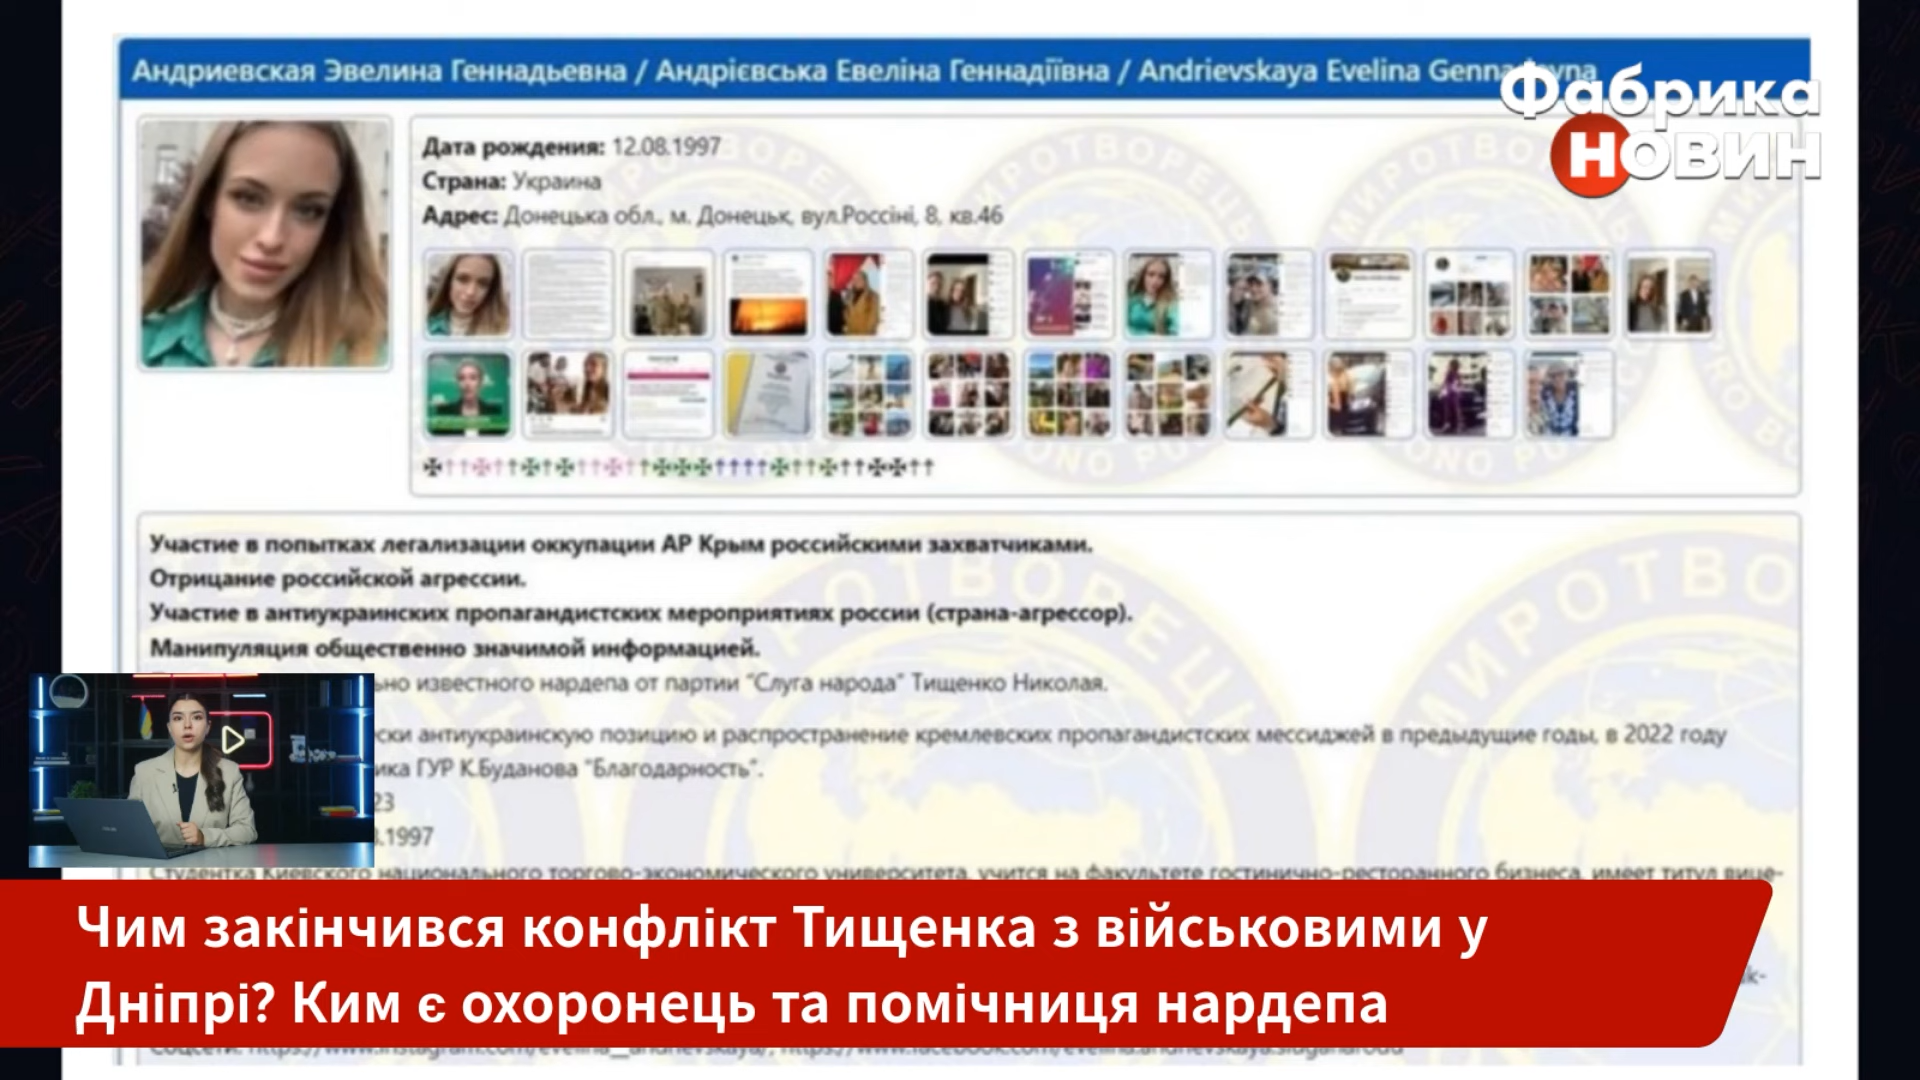 Андриевская Эвелина Геннадьевна / Андрієвська Евеліна Геннадіївна / Andrievskaya Evelina
Фабрика
новин
Дата рождения: 12.08.1997
Страна: Украина
Адрес: Донецька обл., м. Донецьк, вул.Россіні, 8, кв.46
Участие в попытках легализации оккупации АР Крым российскими захватчиками.
Отрицание российской агрессии.
Участие в антиукраинских пропагандистских мероприятиях россии (страна-агрессор).
Манипуляция общественно значимой информацией.
известного нардепа от партии "Слуга народа" Тищенко Николая.
антиукраинскую позицию и распространение кремлевских пропагандистских мессиджей в предыдущие годы, в 2022 году
ГУР К.Буданова "Благодарность".
23
.1997
Студентка Киевского национального торгово-экономического университета, учится на факультете гостинично-ресторанного бизнеса, имеет титул вице-
Чим закінчився конфлікт Тищенка з військовими у
Дніпрі? Ким є охоронець та помічниця нардепа